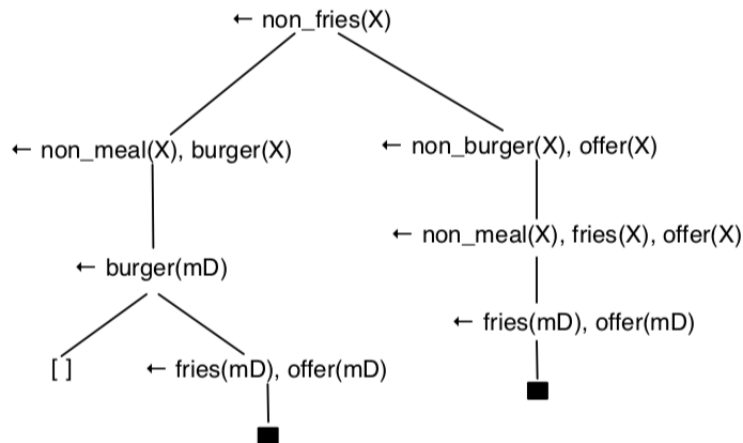 ← non_fries(X)
← non_meal(X), burger(X)
← non_burger(X), offer(X)
← non_meal(X), fries(X), offer(X)
← burger(mD)
← fries(mD), offer(mD)
[ ]
← fries(mD), offer(mD)